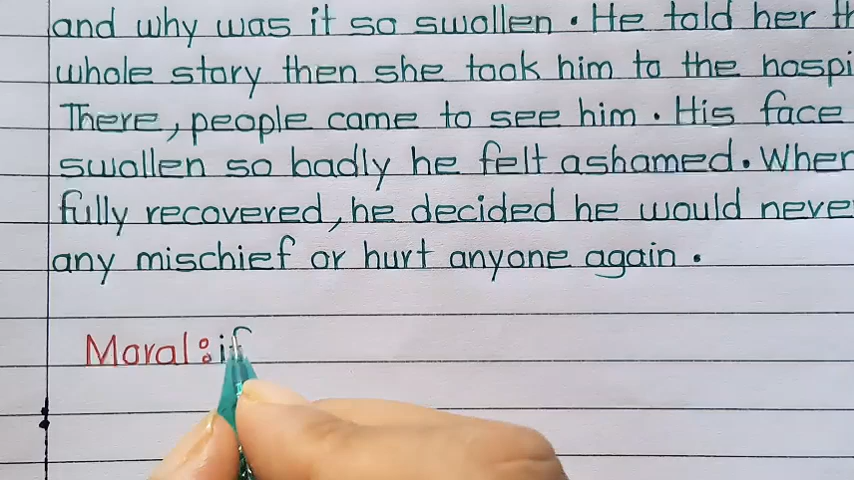 and why was it so swollen. He told her th
whole story then she took him to the hospi
There, people came to see him. His face
swollen so badly he felt ashamed. When
fully recovered, he decided he would neve
any mischief or hurt anyone again.
Moral: if